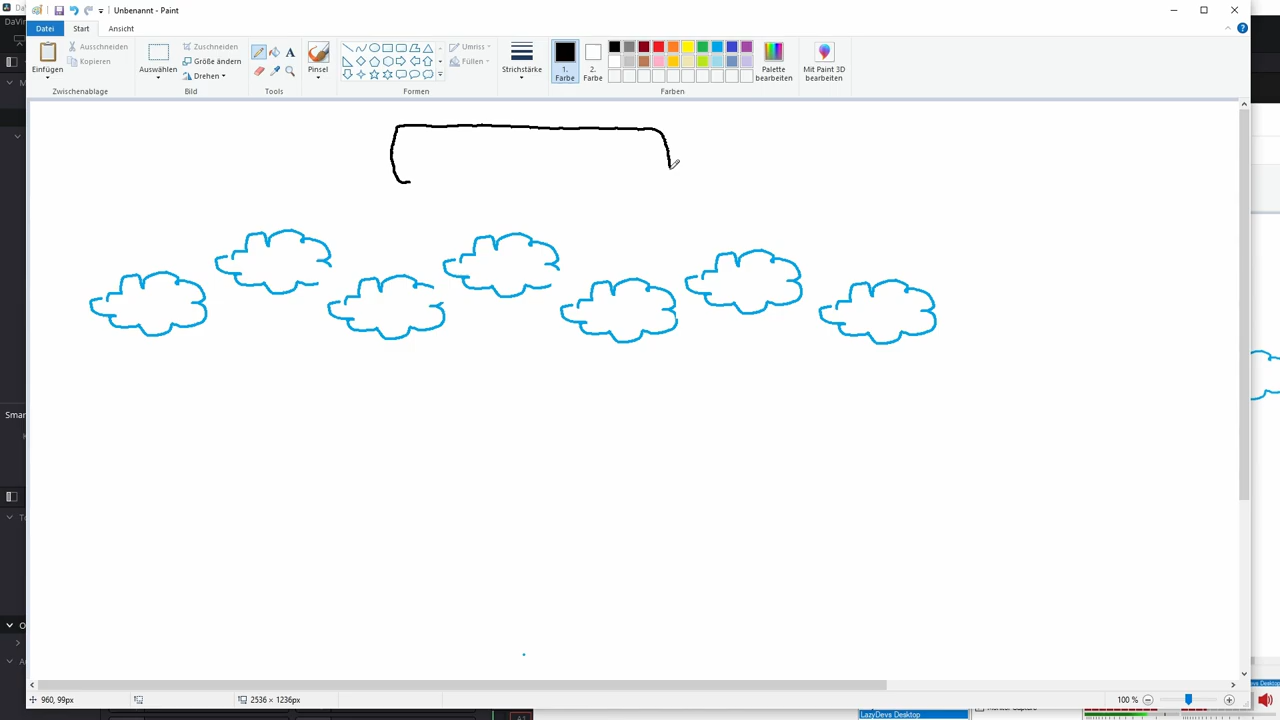 Unbenannt - Paint
Datei Start Ansicht
Einfügen
Ausschneiden
Kopieren
Zwischenablage
Auswählen
Zuschneiden
Größe ändern
Drehen
Bild
Tools
Pinsel
Umriss
Füllen
Formen
Strichstärke
1. Farbe
2. Farbe
Palette bearbeiten
Mit Paint 3D bearbeiten
Farben
Smar
960, 99px
2536 × 1236px
100 %
LazyDevs Desktop